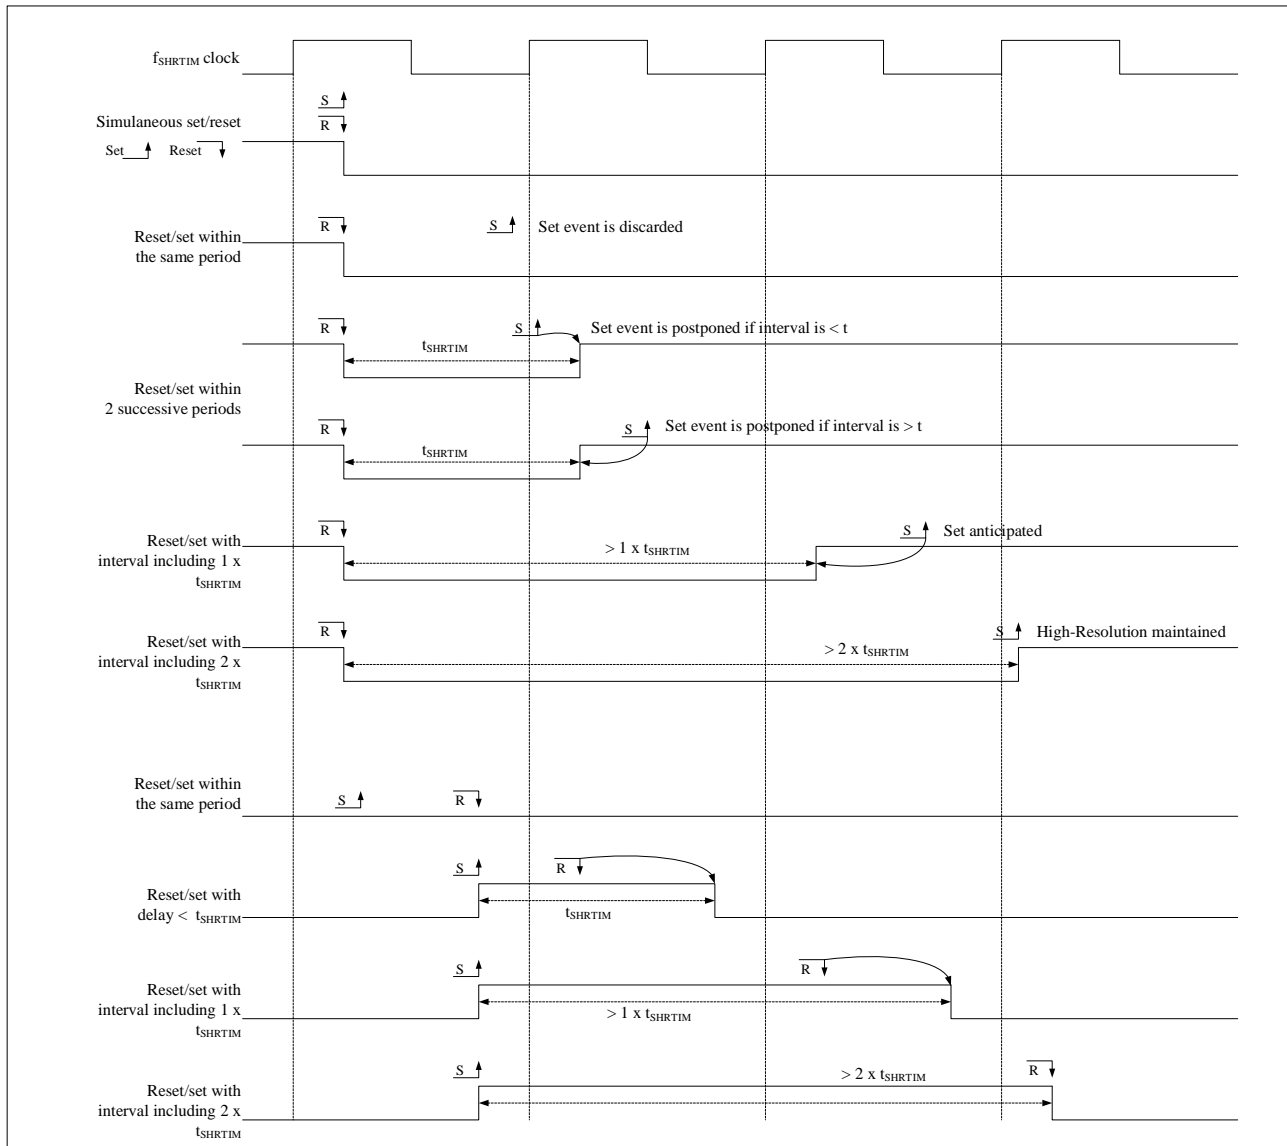 fSHRTIM clock
S
R
Simulaneous set/reset
Set Reset
R
S Set event is discarded
Reset/set within
the same period
R
S Set event is postponed if interval is < t
tSHRTIM
Reset/set within
2 successive periods
R
S Set event is postponed if interval is > t
tSHRTIM
R
S Set anticipated
Reset/set with
interval including 1 x
tSHRTIM
> 1 x tSHRTIM
R
S High-Resolution maintained
Reset/set with
interval including 2 x
tSHRTIM
> 2 x tSHRTIM
Reset/set within
the same period
S
R
S
R
Reset/set with
delay < tSHRTIM
tSHRTIM
S
R
Reset/set with
interval including 1 x
tSHRTIM
> 1 x tSHRTIM
S
R
Reset/set with
interval including 2 x
tSHRTIM
> 2 x tSHRTIM